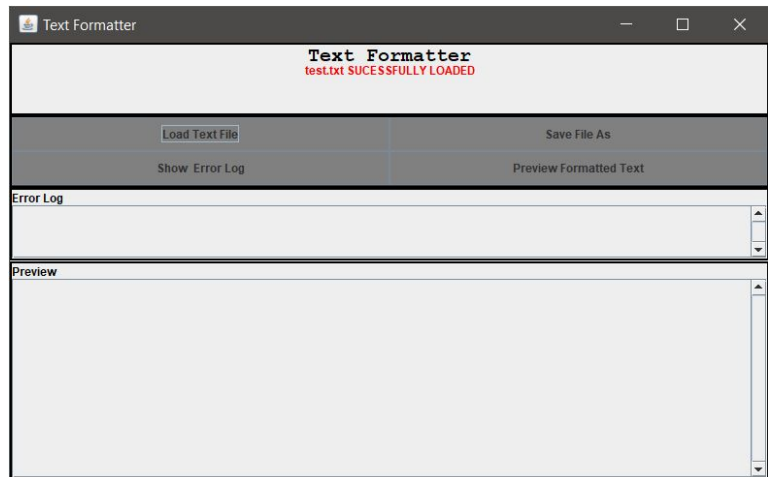 Text Formatter
Text Formatter
test.txt SUCESSFULLY LOADED
Load Text File
Save File As
Show Error Log
Preview Formatted Text
Error Log
Preview